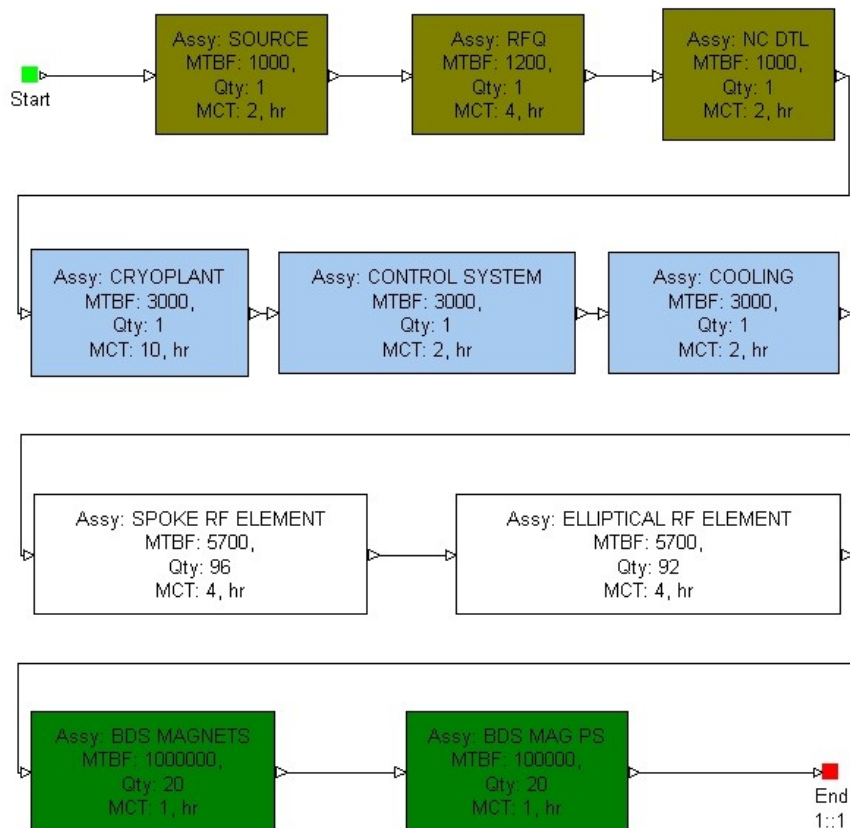 Start
Assy: SOURCE
MTBF: 1000,
Qty: 1
MCT: 2, hr
Assy: RFQ
MTBF: 1200,
Qty: 1
MCT: 4, hr
Assy: NC DTL
MTBF: 1000,
Qty: 1
MCT: 2, hr
Assy: CRYOPLANT
MTBF: 3000,
Qty: 1
MCT: 10, hr
Assy: CONTROL SYSTEM
MTBF: 3000,
Qty: 1
MCT: 2, hr
Assy: COOLING
MTBF: 3000,
Qty: 1
MCT: 2, hr
Assy: SPOKE RF ELEMENT
MTBF: 5700,
Qty: 96
MCT: 4, hr
Assy: ELLIPTICAL RF ELEMENT
MTBF: 5700,
Qty: 92
MCT: 4, hr
Assy: BDS MAGNETS
MTBF: 1000000,
Qty: 20
MCT: 1, hr
Assy: BDS MAG PS
MTBF: 100000,
Qty: 20
MCT: 1, hr
End
1::1